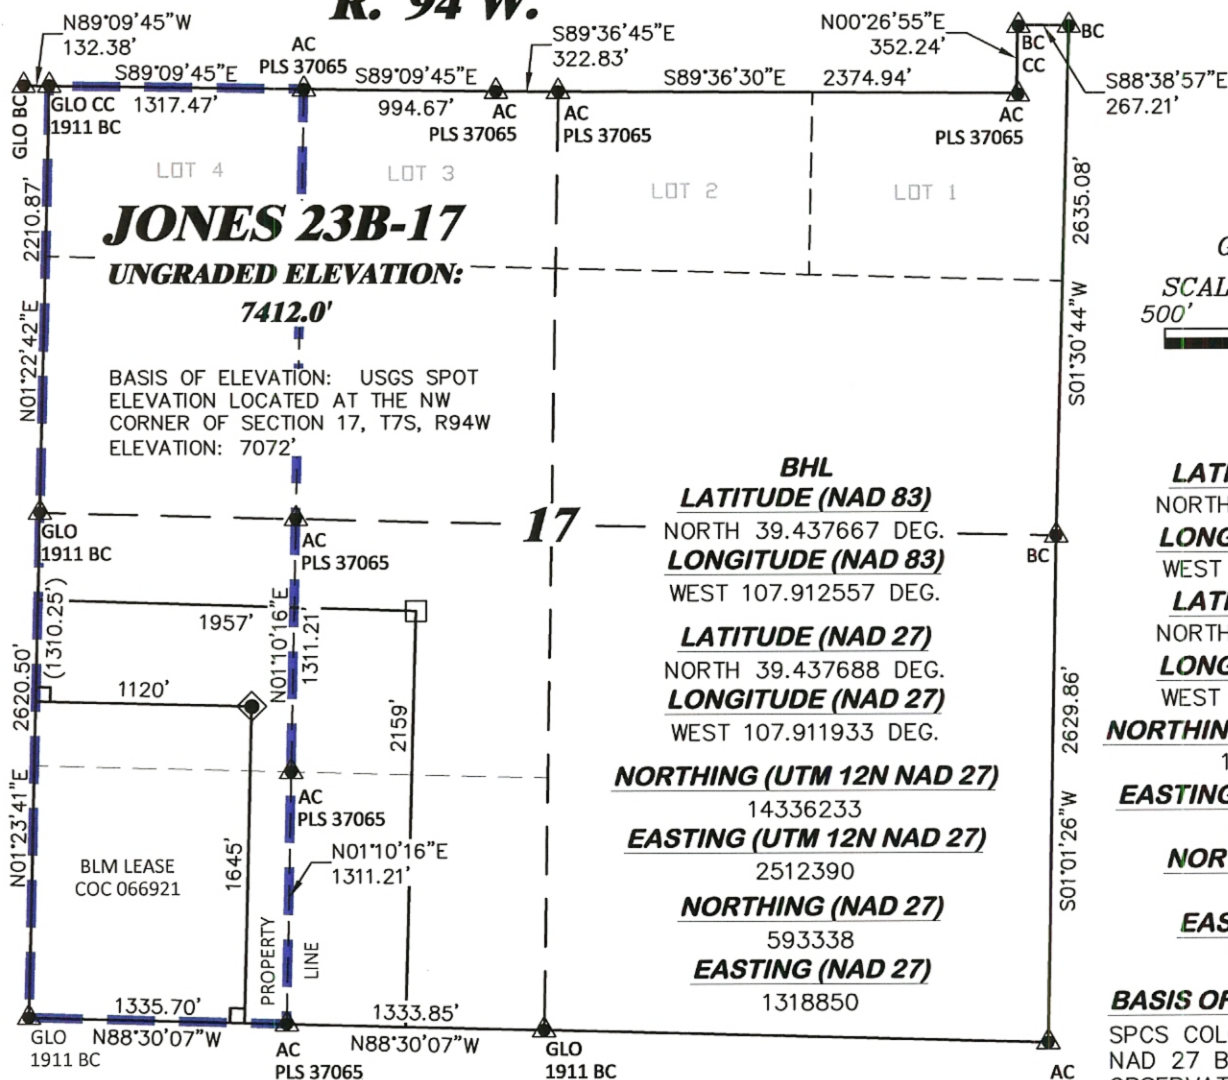 R. 94 W.
N89°09'45"W
132.38'
AC
PLS 37065
S89°36'45"E
322.83'
N00°26'55"E
352.24'
BC
CC
BC
S88°38'57"E
267.21'
S89°09'45"E
1317.47'
S89°09'45"E
994.67'
S89°36'30"E 2374.94'
GLO BC
GLO CC
1911 BC
AC
PLS 37065
AC
PLS 37065
AC
PLS 37065
LOT 4
LOT 3
LOT 2
LOT 1
2210.87'
N01°22'42"E
2635.08'
S01°30'44"W
JONES 23B-17
UNGRADED ELEVATION:
7412.0'
500'
BASIS OF ELEVATION: USGS SPOT
ELEVATION LOCATED AT THE NW
CORNER OF SECTION 17, T7S, R94W
ELEVATION: 7072'
GLO
1911 BC
AC
PLS 37065
17
BC
BHL
LATITUDE (NAD 83)
NORTH 39.437667 DEG.
LONGITUDE (NAD 83)
WEST 107.912557 DEG.
LATITUDE (NAD 27)
NORTH 39.437688 DEG.
LONGITUDE (NAD 27)
WEST 107.911933 DEG.
NORTHING (UTM 12N NAD 27)
14336233
EASTING (UTM 12N NAD 27)
2512390
NORTHING (NAD 27)
593338
EASTING (NAD 27)
1318850
(1310.25')
2620.50'
N01°23'41"E
1957'
N01°10'16"E
1311.21
1120'
2159'
1645'
AC
PLS 37065
N01°10'16"E
1311.21'
BLM LEASE
COC 066921
PROPERTY
LINE
2629.86'
S01°01'26"W
1335.70'
N88°30'07"W
1333.85'
N88°30'07"W
GLO
1911 BC
AC
PLS 37065
GLO
1911 BC
AC
WEST
WEST
BASIS OF
SPCS COL
NAD 27 B